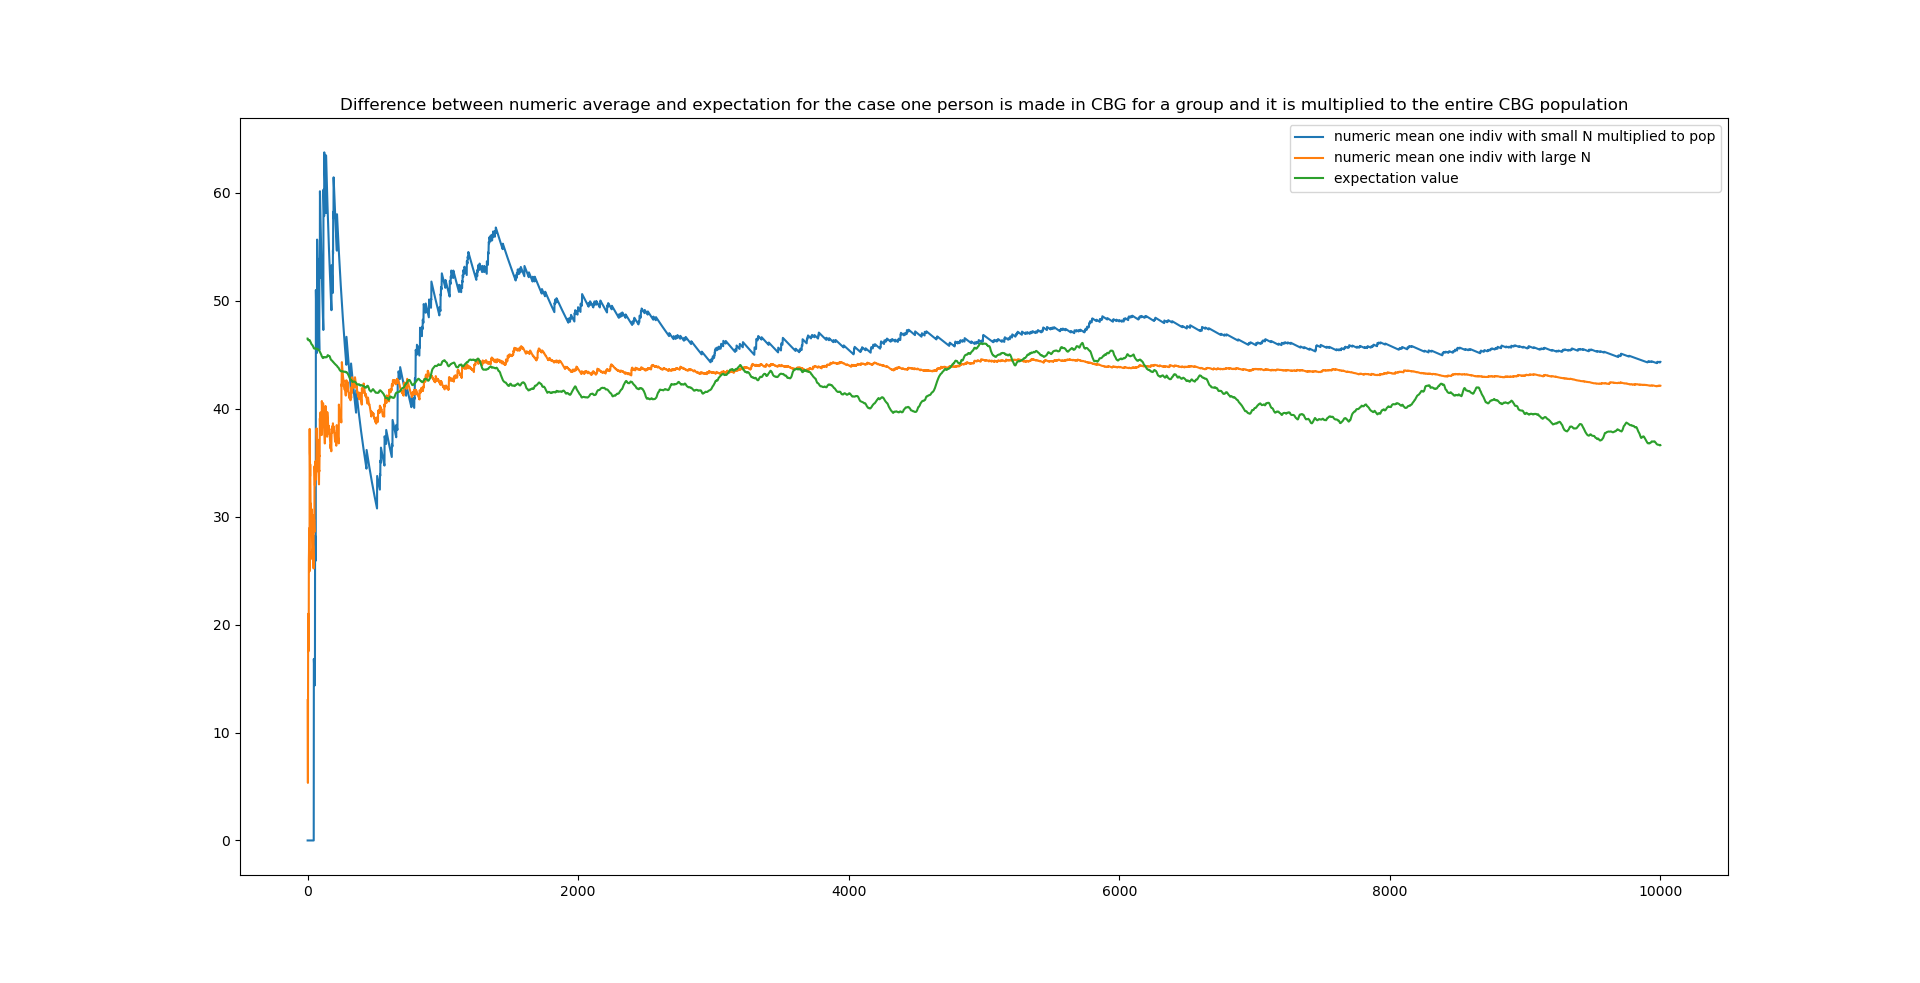 Difference between numeric average and expectation for the case one person is made in CBG for a group and it is multiplied to the entire CBG population
numeric mean one indiv with small N multiplied to pop
numeric mean one indiv with large N
expectation value
60
50
40
30
20
10
0
0 2000 4000 6000 8000 10000